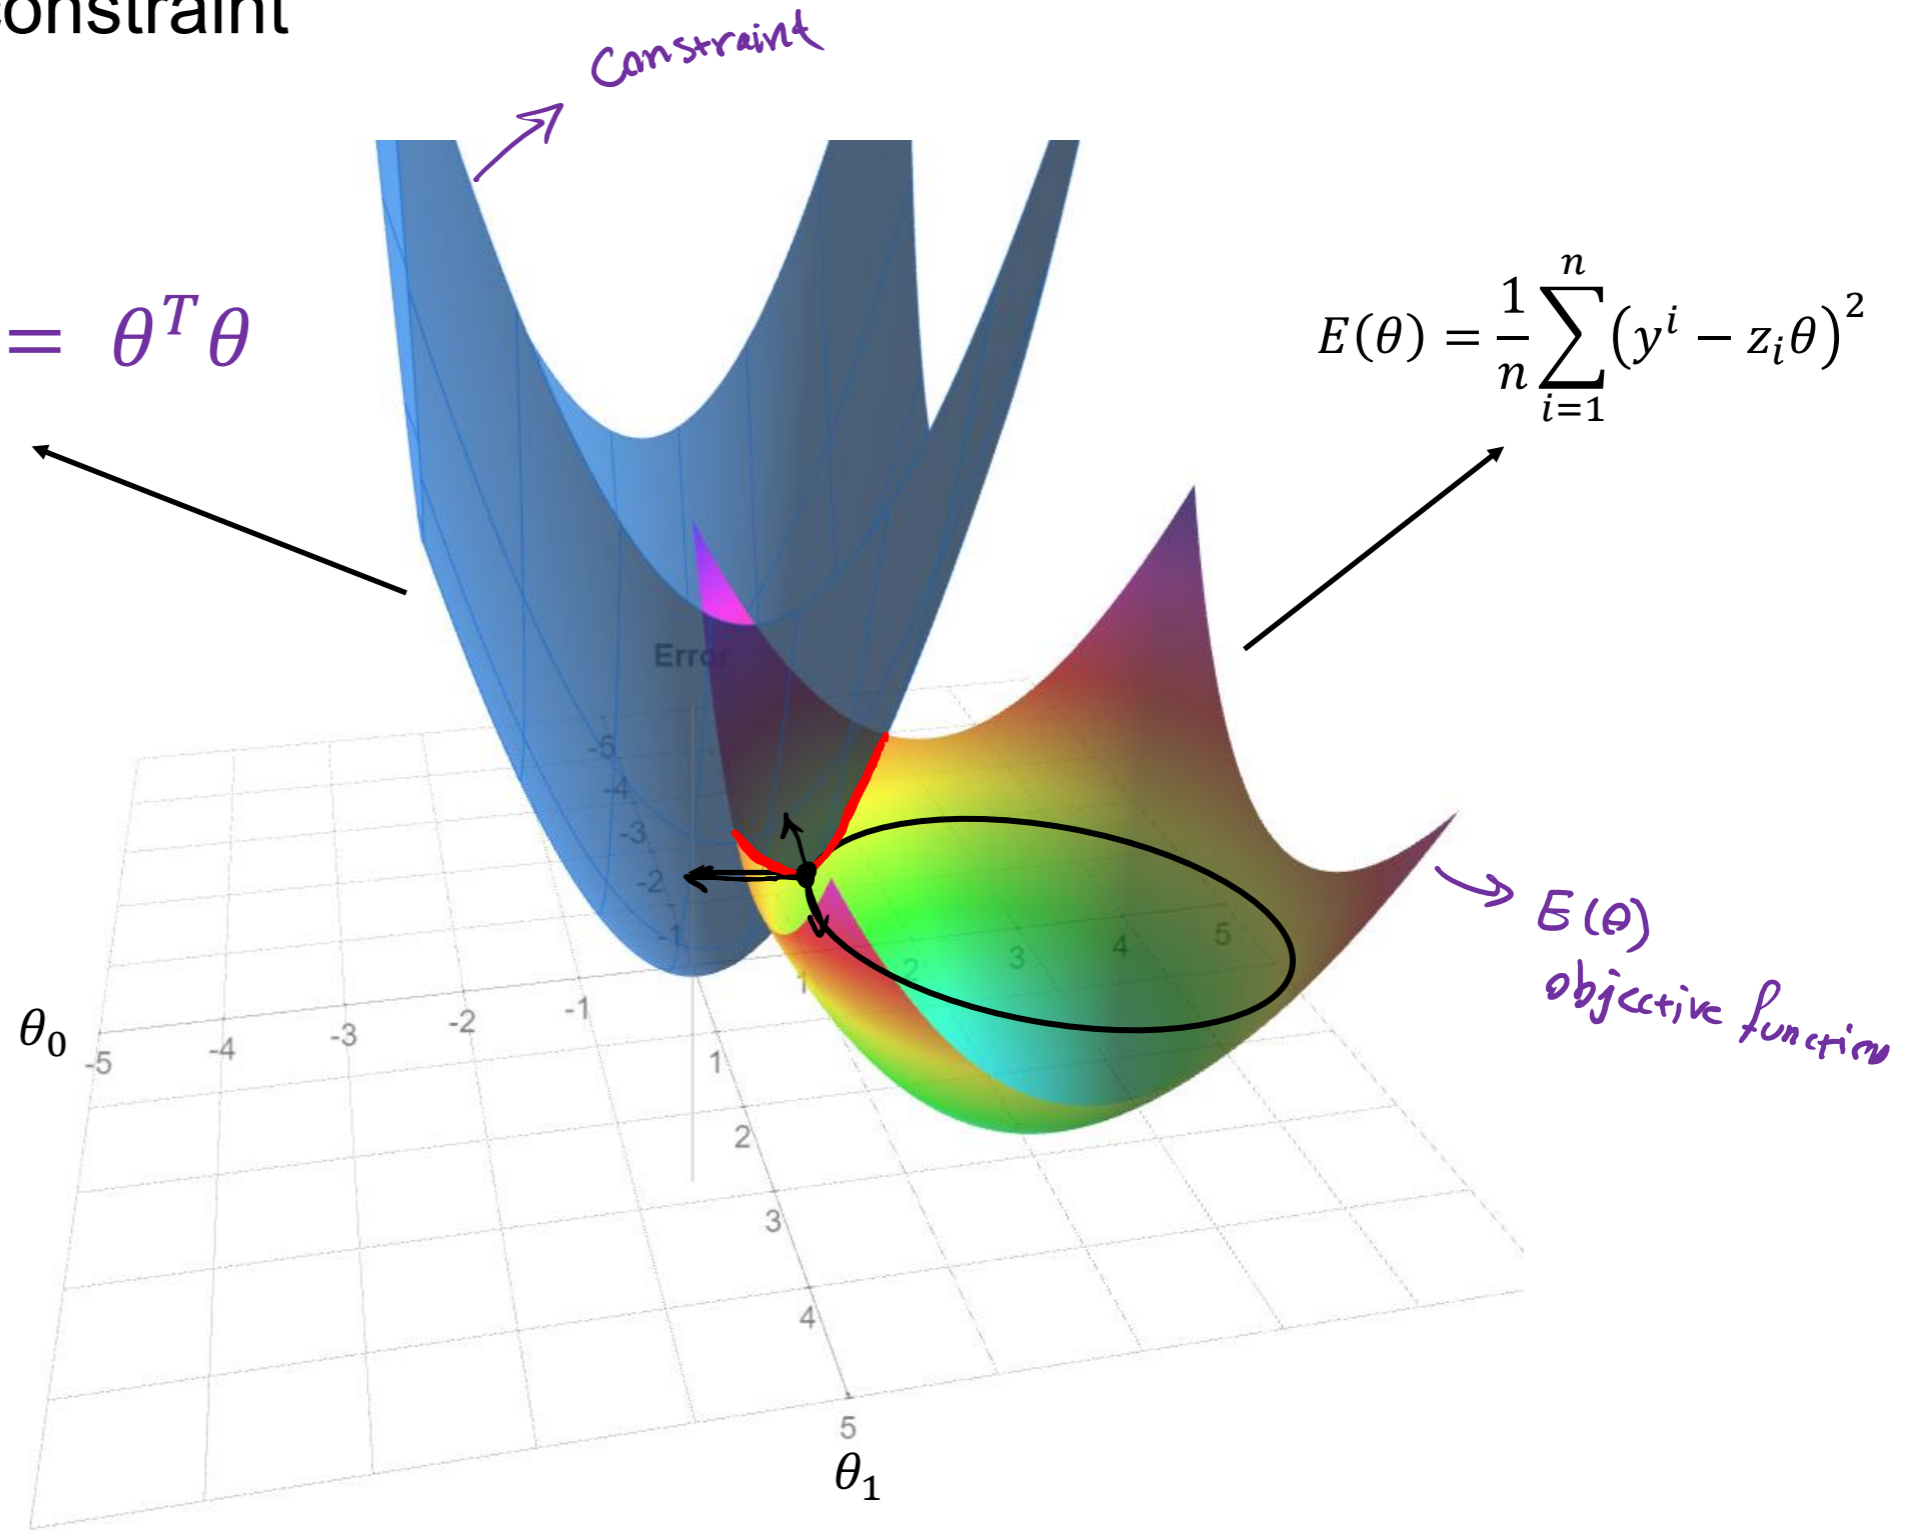 constraint
Constraint
= θ^T θ
E(θ) = 1/n ∑_{i=1}^{n} (y^i − z_i θ)^2
Error
-5
-4
-3
-2
-1
1
2
3
4
5
θ_0
-5
-4
-3
-2
-1
1
2
3
4
5
θ_1
E(θ)
objective function